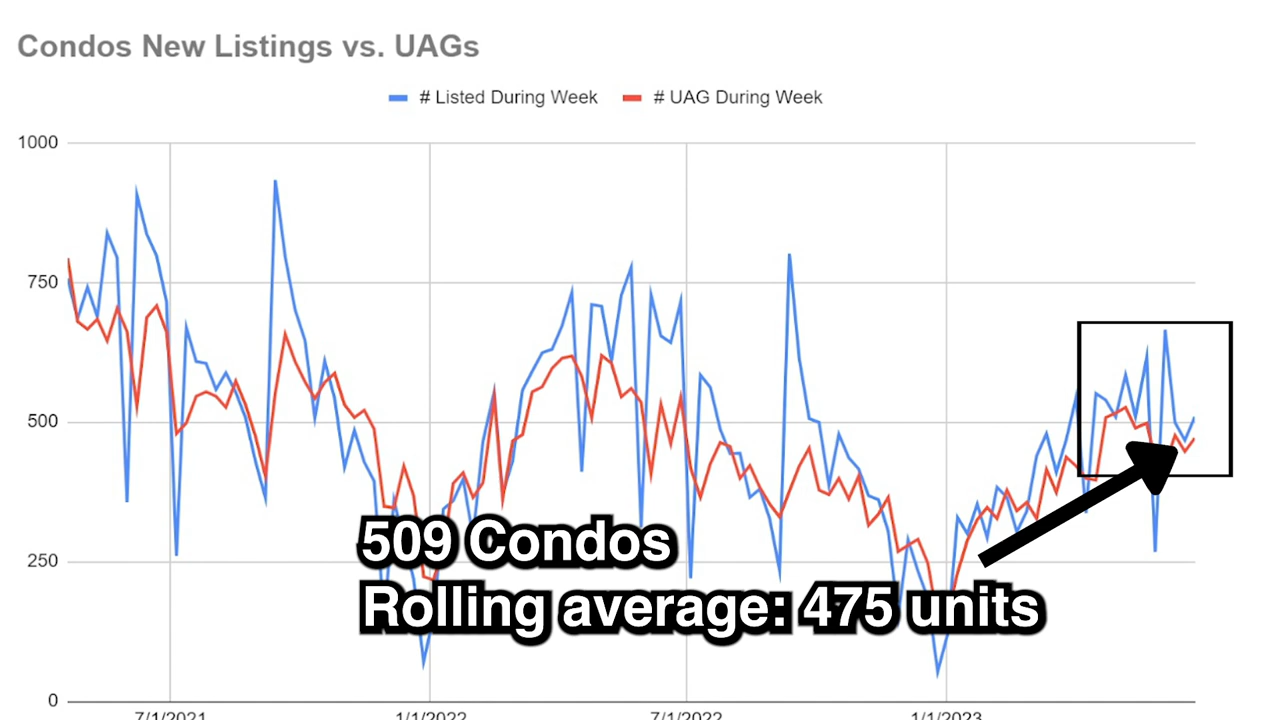 Condos New Listings vs. UAGs
# Listed During Week # UAG During Week
1000
750
500
250
0
509 Condos
Rolling average: 475 units
7/1/2021 1/1/2022 7/1/2022 1/1/2023